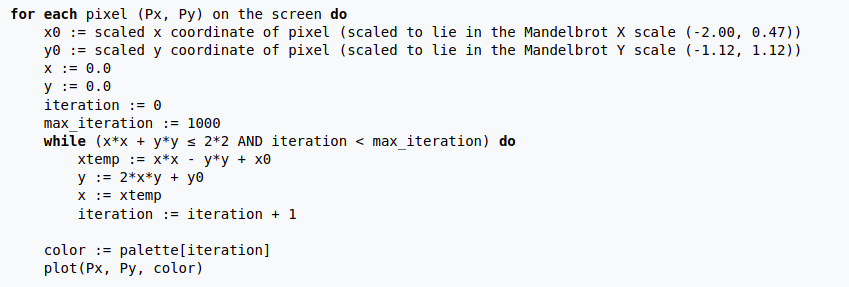 for each pixel (Px, Py) on the screen do
    x0 := scaled x coordinate of pixel (scaled to lie in the Mandelbrot X scale (-2.00, 0.47))
    y0 := scaled y coordinate of pixel (scaled to lie in the Mandelbrot Y scale (-1.12, 1.12))
    x := 0.0
    y := 0.0
    iteration := 0
    max_iteration := 1000
    while (x*x + y*y ≤ 2*2 AND iteration < max_iteration) do
        xtemp := x*x - y*y + x0
        y := 2*x*y + y0
        x := xtemp
        iteration := iteration + 1

    color := palette[iteration]
    plot(Px, Py, color)